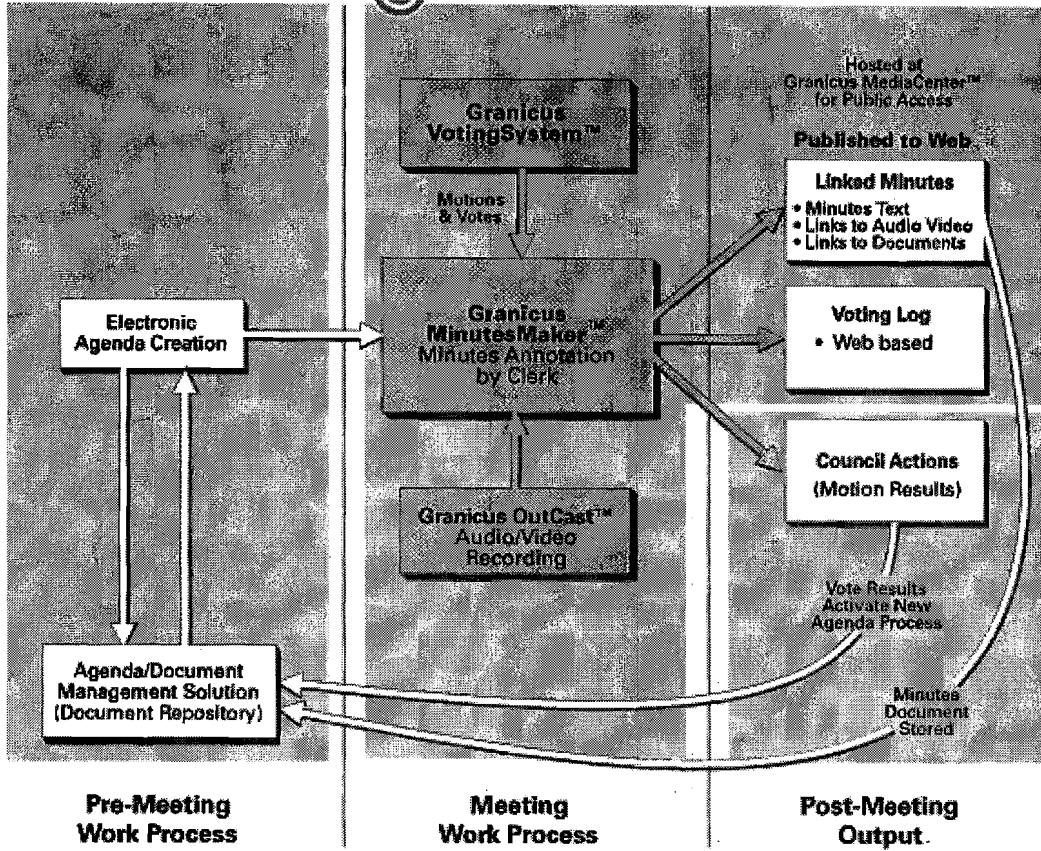 Electronic
Agenda Creation
Agenda/Document
Management Solution
(Document Repository)
Pre-Meeting
Work Process
Granicus
VotingSystem™
Motions
& Votes
Granicus
MinutesMaker™
Minutes Annotation
by Clerk
Granicus OutCast™
Audio/Video
Recording
Meeting
Work Process
Hosted at
Granicus MediaCenter™
for Public Access
Published to Web
Linked Minutes
• Minutes Text
• Links to Audio Video
• Links to Documents
Voting Log
• Web based
Council Actions
(Motion Results)
Vote Results
Activate New
Agenda Process
Minutes
Document
Stored
Post-Meeting
Output